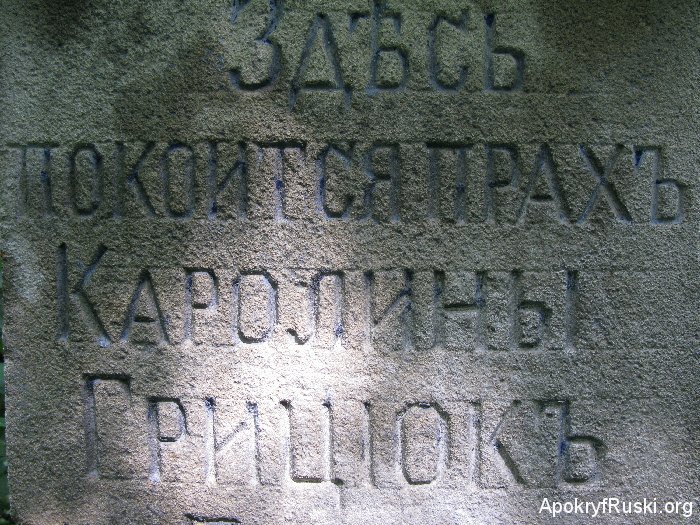 Здѣсь
покоится прахъ
Каролины
Грицюкъ
ApokryfRuski.org